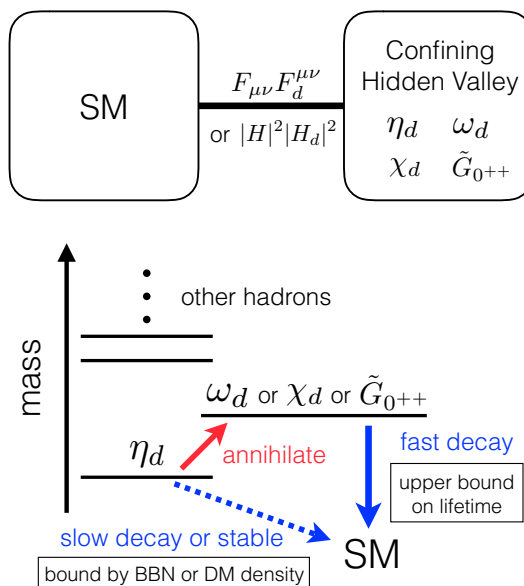 SM
F_{μν}F_d^{μν}
or |H|²|H_d|²
Confining
Hidden Valley
η_d ω_d
χ_d G̃_{0++}
mass
other hadrons
ω_d or χ_d or G̃_{0++}
η_d
annihilate
fast decay
upper bound
on lifetime
slow decay or stable
bound by BBN or DM density
SM